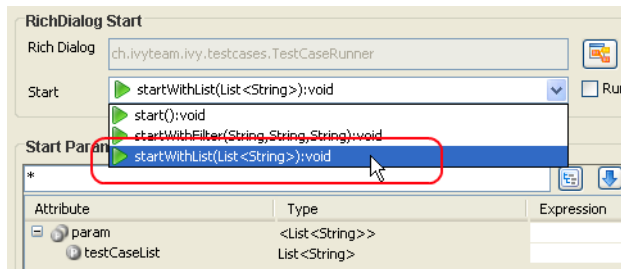 RichDialog Start
Rich Dialog ch.ivyteam.ivy.testcases.TestCaseRunner
Start startWithList(List<String>):void Ru
start():void
startWithFilter(String,String,String):void
startWithList(List<String>):void
Start Param
*
Attribute Type Expression
param <List<String>>
testCaseList List<String>